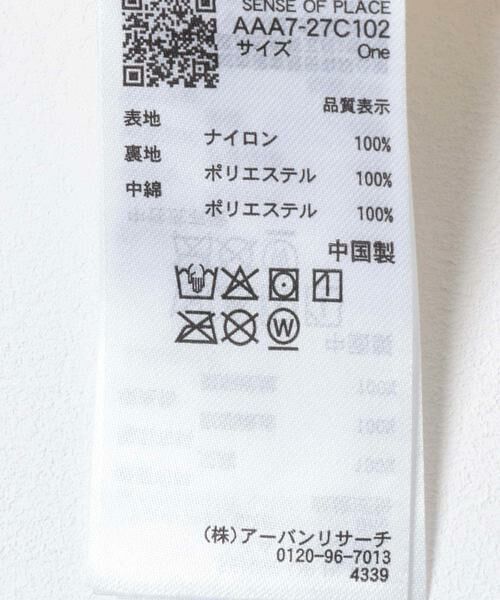 SENSE OF PLACE
AAA7-27C102
サイズ One
品質表示
表地
ナイロン 100%
裏地
ポリエステル 100%
中綿
ポリエステル 100%
中国製
W
(株)アーバンリサーチ
0120-96-7013
4339